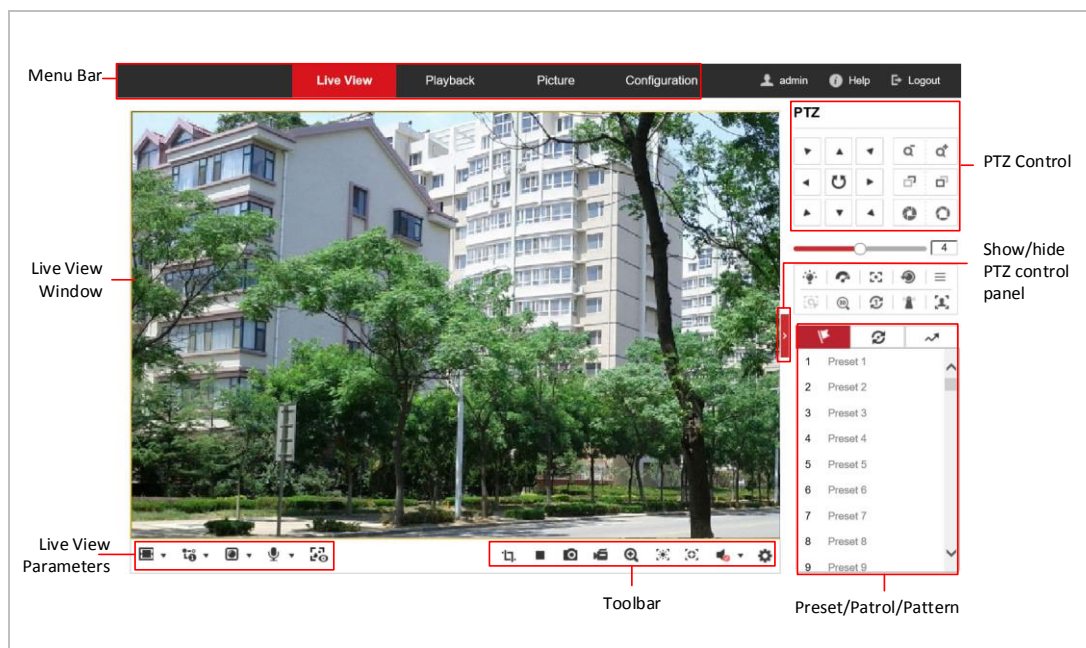 Menu Bar
Live View
Playback
Picture
Configuration
admin
Help
Logout
PTZ
PTZ Control
4
Show/hide
PTZ control
panel
Live View
Window
1 Preset 1
2 Preset 2
3 Preset 3
4 Preset 4
5 Preset 5
6 Preset 6
7 Preset 7
8 Preset 8
9 Preset 9
Live View
Parameters
Toolbar
Preset/Patrol/Pattern